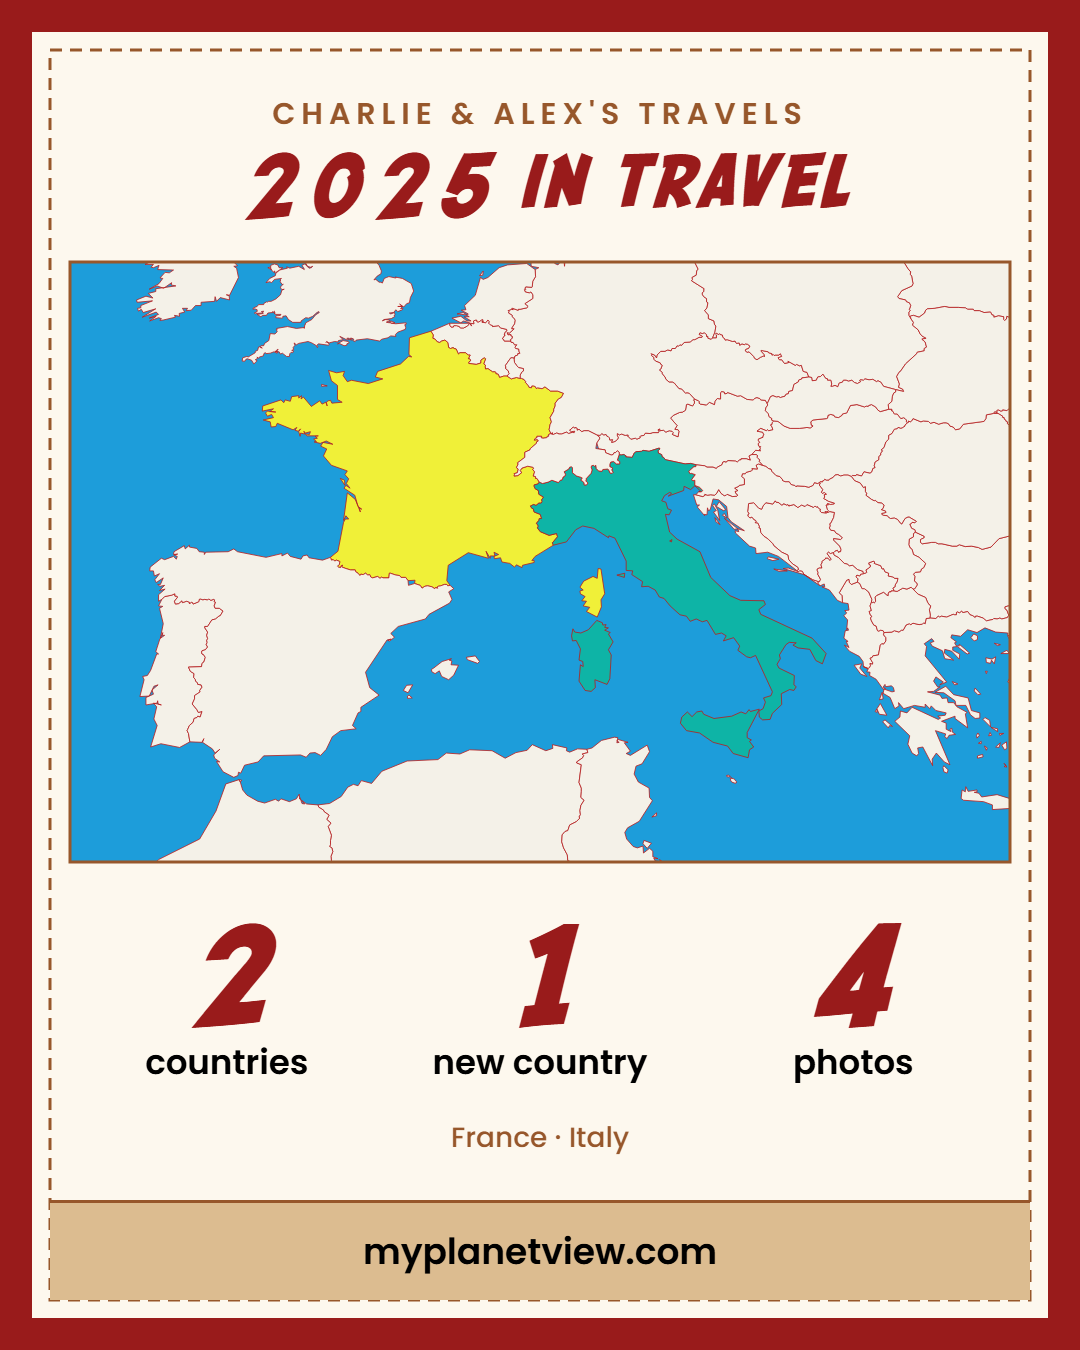 CHARLIE & ALEX'S TRAVELS
2025 IN TRAVEL
2 1 4
countries new country photos
France · Italy
myplanetview.com